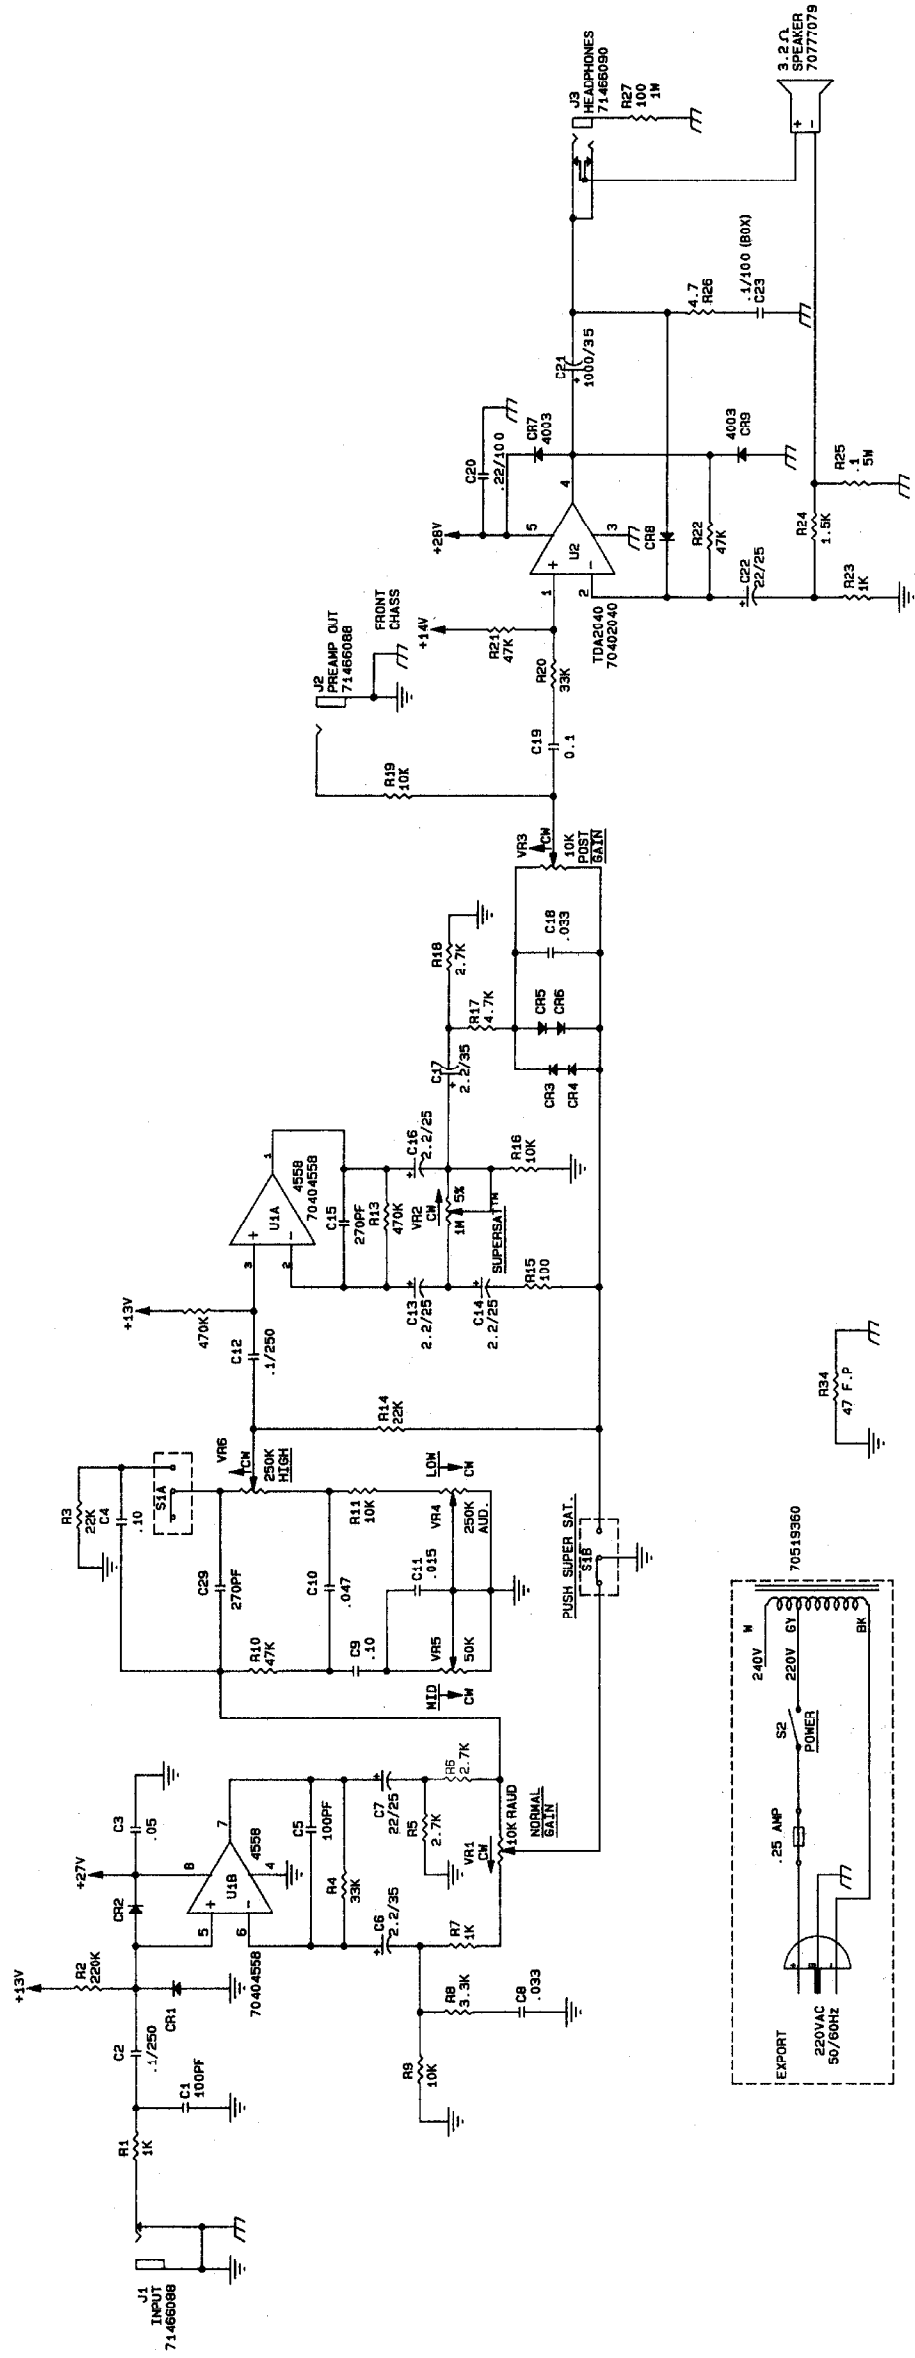 J1
INPUT
71466088
R1
1K
C1
100PF
C2
.1/250
+13V
R2
220K
CR1
CR2
+27V
C3
.05
5
6
8
7
4
U1B
4558
70404558
C5
100PF
R4
33K
C6
2.2/35
C7
22/25
R5
2.7K
R6
2.7K
R7
1K
R8
3.3K
C8
.033
R9
10K
VR1
CW
10K RAUD
NORMAL
GAIN
R3
22K
C4
.10
S1A
C29
270PF
VR6
CW
250K
HIGH
R10
47K
C10
.047
R11
10K
C9
.10
C11
.015
MID
CW
VR5
50K
VR4
250K
AUD.
LOW
CW
PUSH SUPER SAT.
S1B
R14
22K
C12
.1/250
+13V
470K
3
2
1
U1A
4558
70404558
C15
270PF
R13
470K
C13
2.2/25
C16
2.2/25
VR2
CW
1M 5%
SUPERSAT™
C14
2.2/25
R15
100
R16
10K
C17
2.2/35
R18
2.7K
R17
4.7K
CR3
CR4
CR5
CR6
C18
.033
VR3
CW
10K
POST
GAIN
R19
10K
J2
PREAMP OUT
71466088
FRONT
CHASS
C19
0.1
R20
33K
+14V
R21
47K
1
2
5
4
3
U2
TDA2040
70402040
+28V
C20
.22/100
CR7
4003
C21
1000/35
CR8
R22
47K
4003
CR9
C22
22/25
R23
1K
R24
1.5K
R25
.1
5W
4.7
R26
.1/100 (BOX)
C23
J3
HEADPHONES
71466090
R27
100
1W
3.2Ω
SPEAKER
70777079
R34
47 F.P
EXPORT
220VAC
50/60Hz
.25 AMP
S2
POWER
240V
W
220V
GY
BK
70519360